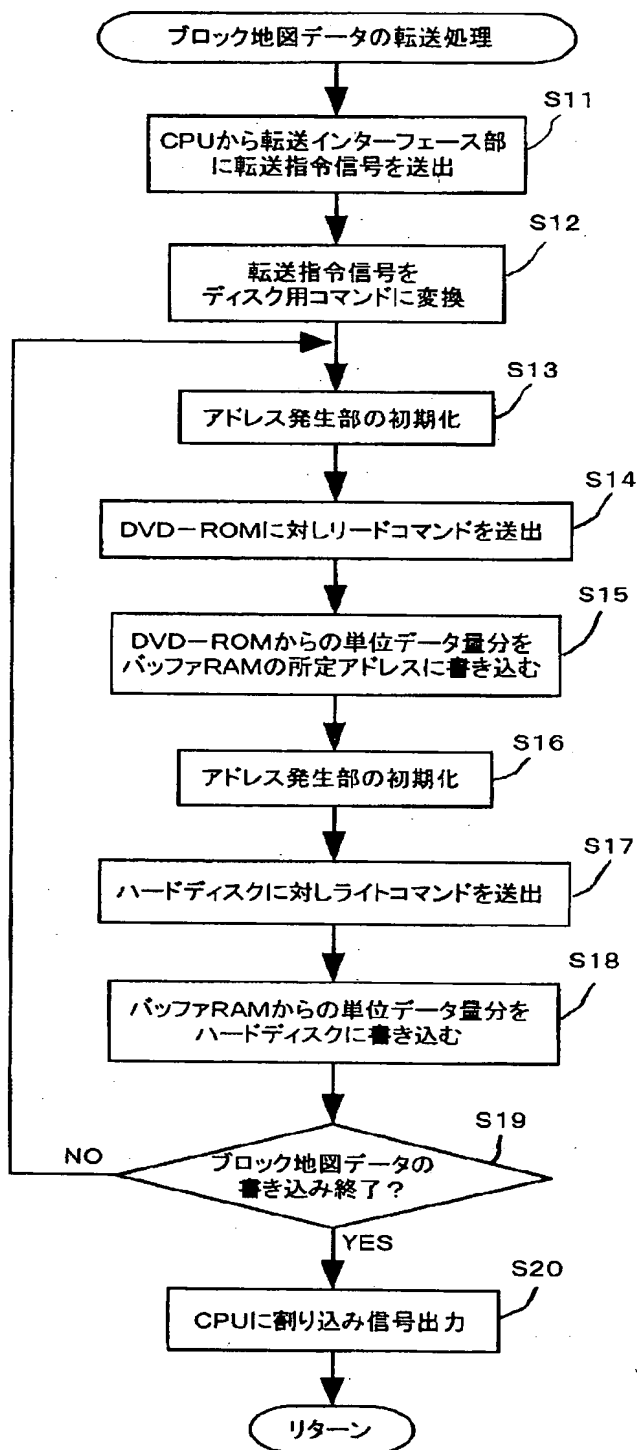 ブロック地図データの転送処理
S11
CPUから転送インターフェース部
に転送指令信号を送出
S12
転送指令信号を
ディスク用コマンドに変換
S13
アドレス発生部の初期化
S14
DVD－ROMに対しリードコマンドを送出
S15
DVD－ROMからの単位データ量分を
バッファRAMの所定アドレスに書き込む
S16
アドレス発生部の初期化
S17
ハードディスクに対しライトコマンドを送出
S18
バッファRAMからの単位データ量分を
ハードディスクに書き込む
S19
NO
ブロック地図データの
書き込み終了？
YES
S20
CPUに割り込み信号出力
リターン